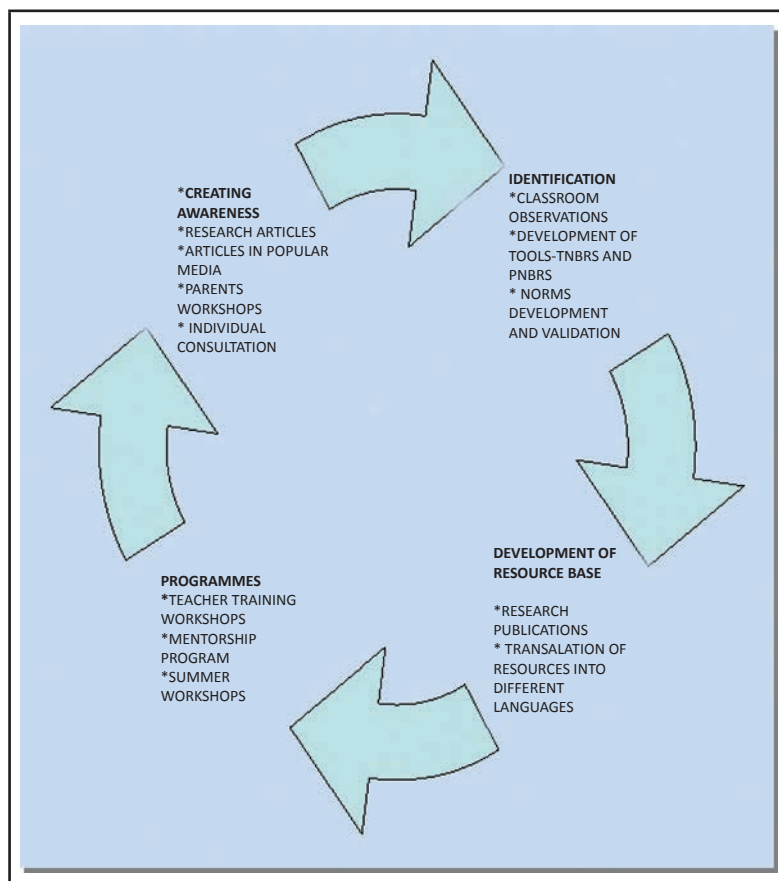 *CREATING
AWARENESS
*RESEARCH ARTICLES
*ARTICLES IN POPULAR
MEDIA
*PARENTS
WORKSHOPS
* INDIVIDUAL
CONSULTATION
IDENTIFICATION
*CLASSROOM
OBSERVATIONS
*DEVELOPMENT OF
TOOLS-TNBRS AND
PNBRS
* NORMS
DEVELOPMENT
AND VALIDATION
DEVELOPMENT OF
RESOURCE BASE
*RESEARCH
PUBLICATIONS
* TRANSALATION OF
RESOURCES INTO
DIFFERENT
LANGUAGES
PROGRAMMES
*TEACHER TRAINING
WORKSHOPS
*MENTORSHIP
PROGRAM
*SUMMER
WORKSHOPS